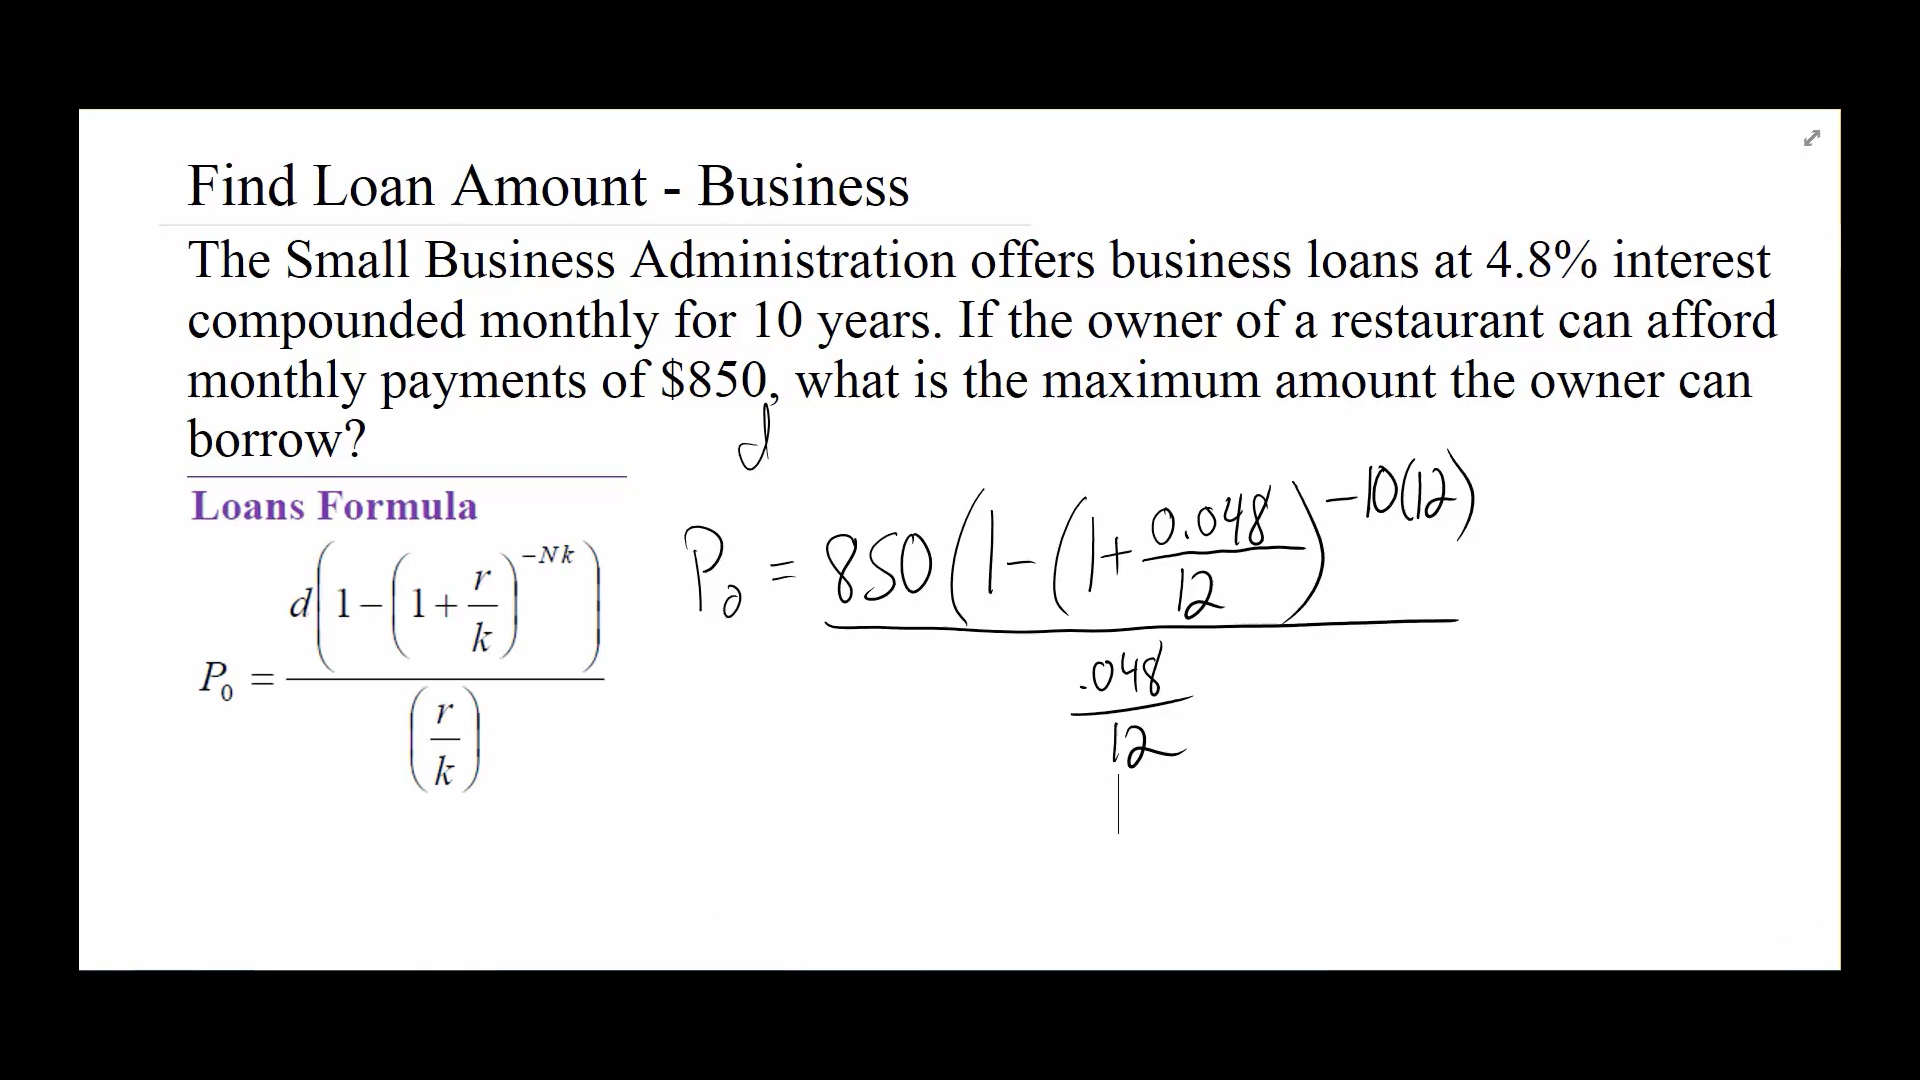 Find Loan Amount - Business
The Small Business Administration offers business loans at 4.8% interest
compounded monthly for 10 years. If the owner of a restaurant can afford
monthly payments of $850, what is the maximum amount the owner can
borrow?
d
Loans Formula
P₀ = d(1-(1+r/k)^(-Nk)) / (r/k)
P₀ = 850(1-(1+0.048/12)^(-10(12))) / (.048/12)